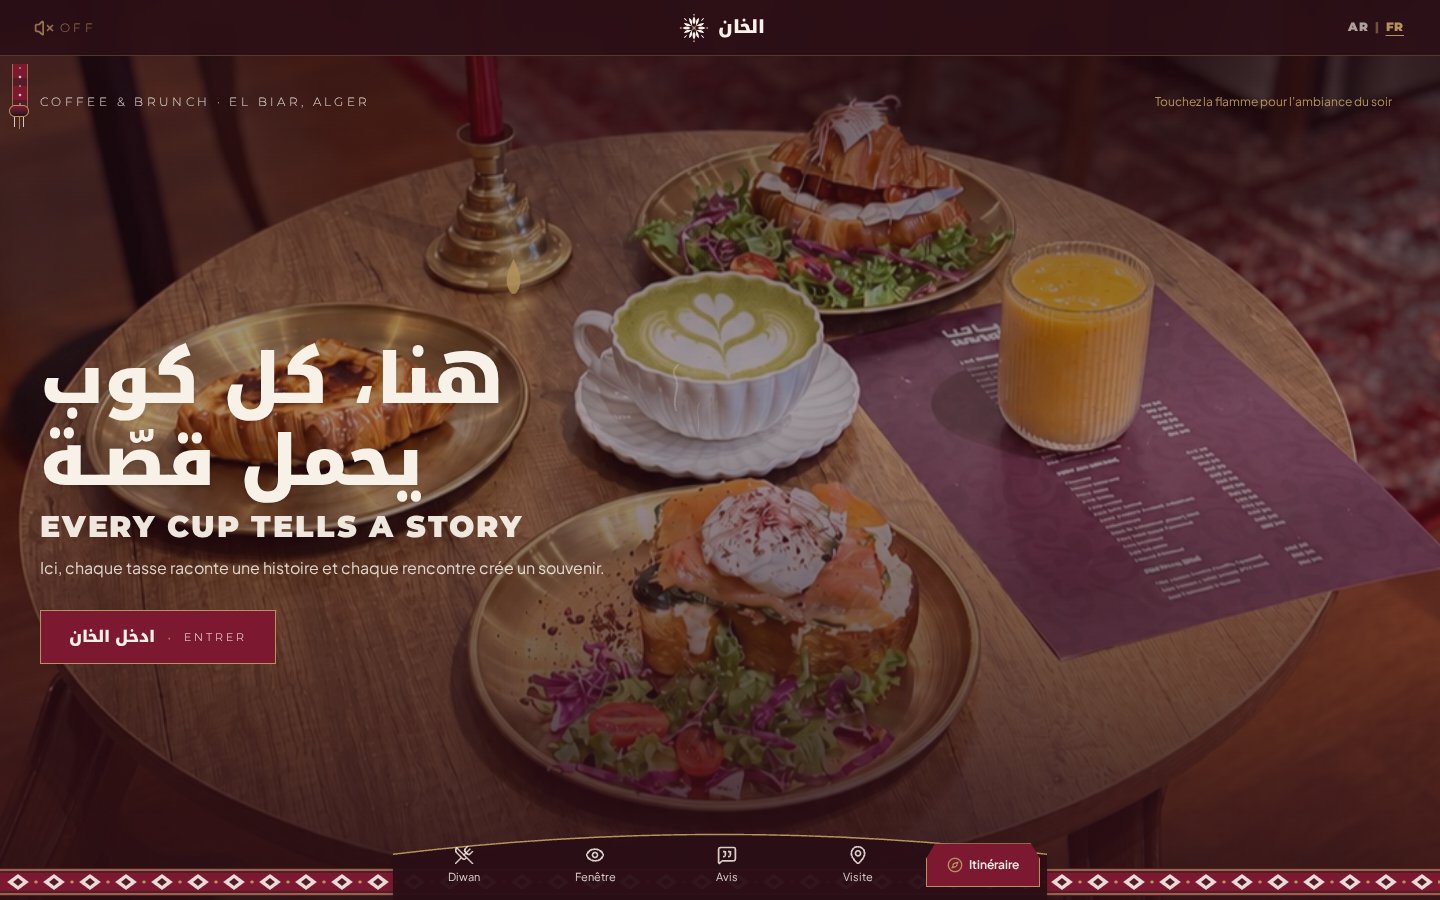 OFF
الخان
AR | FR
COFFEE & BRUNCH · EL BIAR, ALGER
Touchez la flamme pour l'ambiance du soir
هنا، كل كوب
يحمل قصّة
EVERY CUP TELLS A STORY
Ici, chaque tasse raconte une histoire et chaque rencontre crée un souvenir.
ادخل الخان · ENTRER
Diwan
Fenêtre
Avis
Visite
Itinéraire